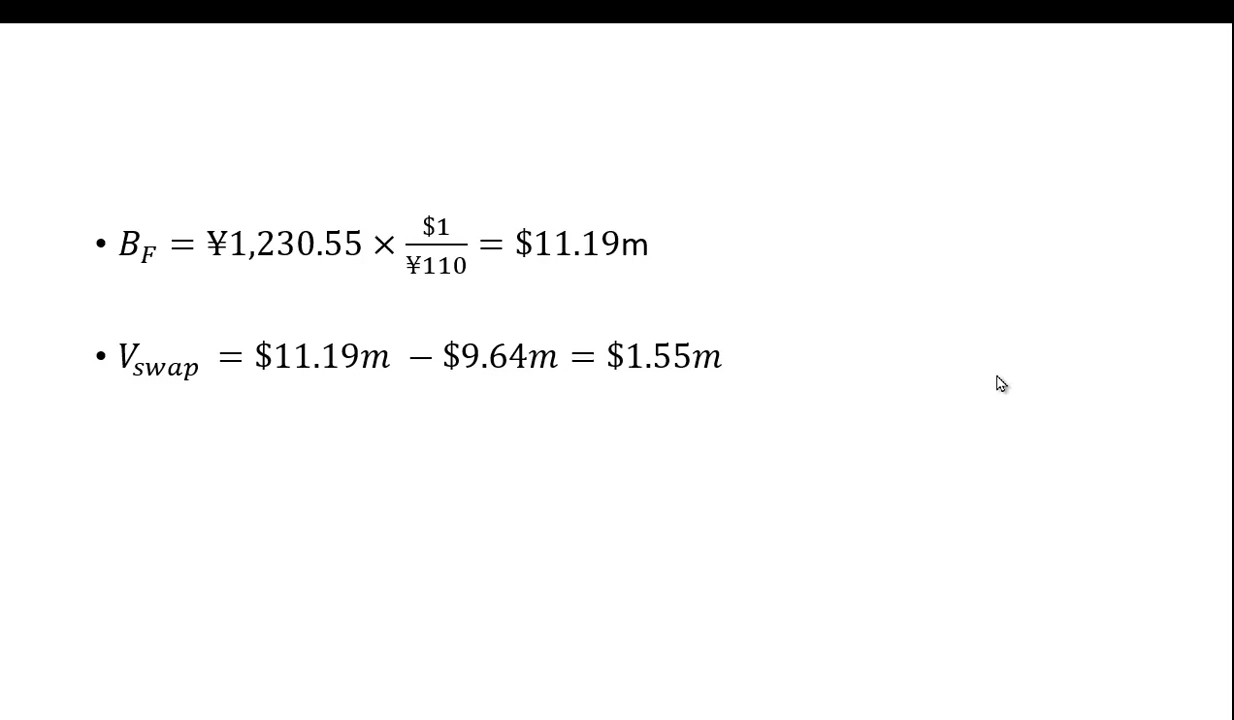 • B_F = ¥1,230.55 × $1/¥110 = $11.19m
• V_swap = $11.19m − $9.64m = $1.55m